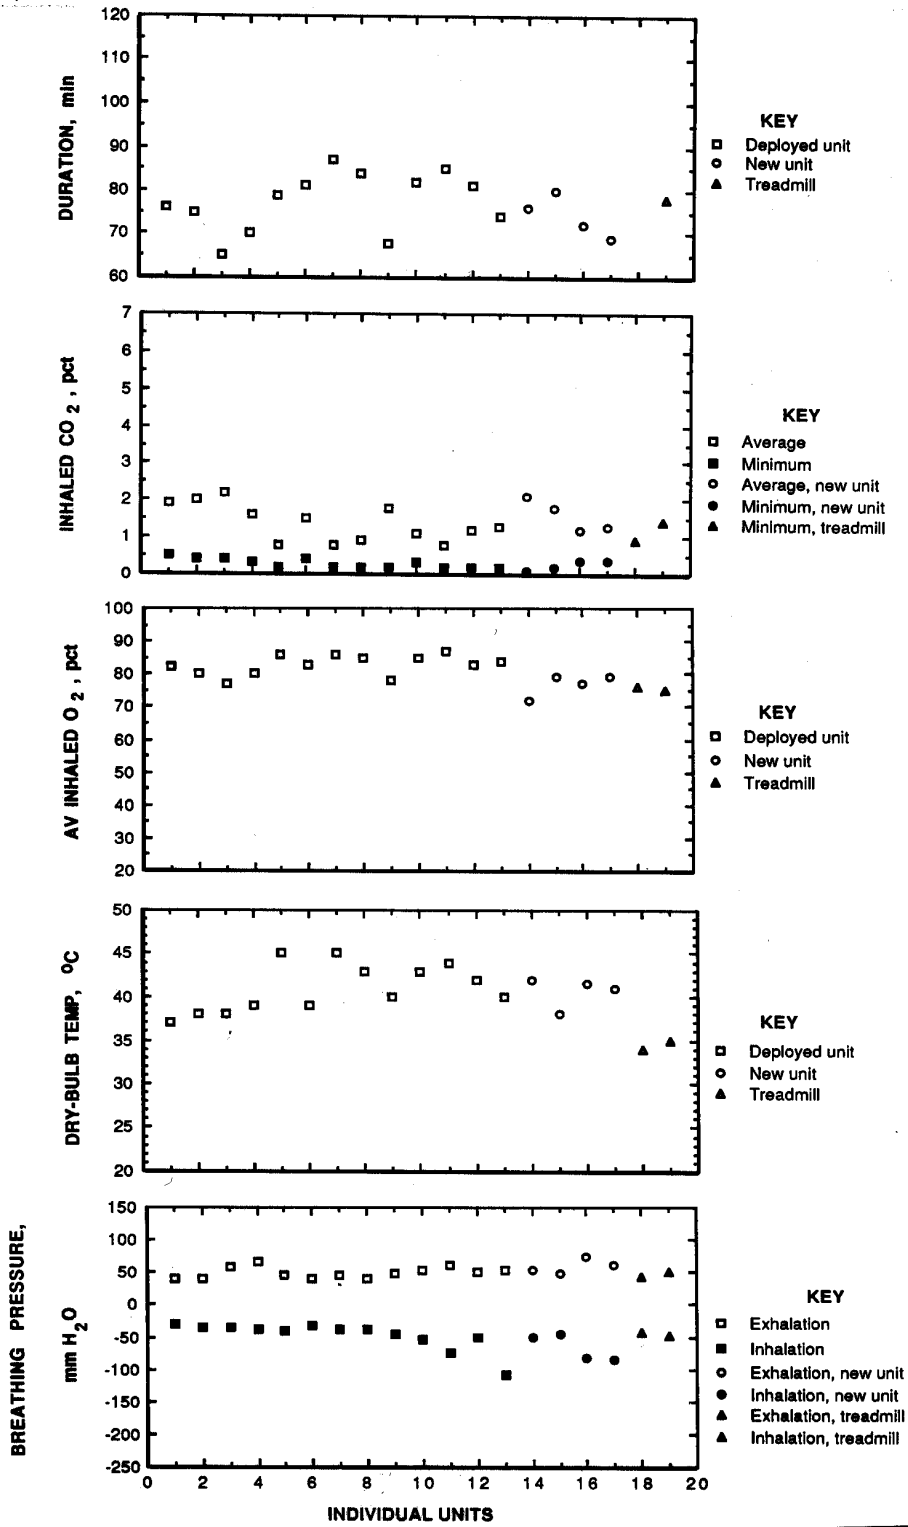 120
110
100
90
80
70
60
DURATION, min
KEY
Deployed unit
New unit
Treadmill
7
6
5
4
3
2
1
0
INHALED CO2, pct
KEY
Average
Minimum
Average, new unit
Minimum, new unit
Minimum, treadmill
100
90
80
70
60
50
40
30
20
AV INHALED O2, pct
KEY
Deployed unit
New unit
Treadmill
50
45
40
35
30
25
20
DRY-BULB TEMP, °C
KEY
Deployed unit
New unit
Treadmill
150
100
50
0
-50
-100
-150
-200
-250
BREATHING PRESSURE,
mm H2O
KEY
Exhalation
Inhalation
Exhalation, new unit
Inhalation, new unit
Exhalation, treadmill
Inhalation, treadmill
0 2 4 6 8 10 12 14 16 18 20
INDIVIDUAL UNITS